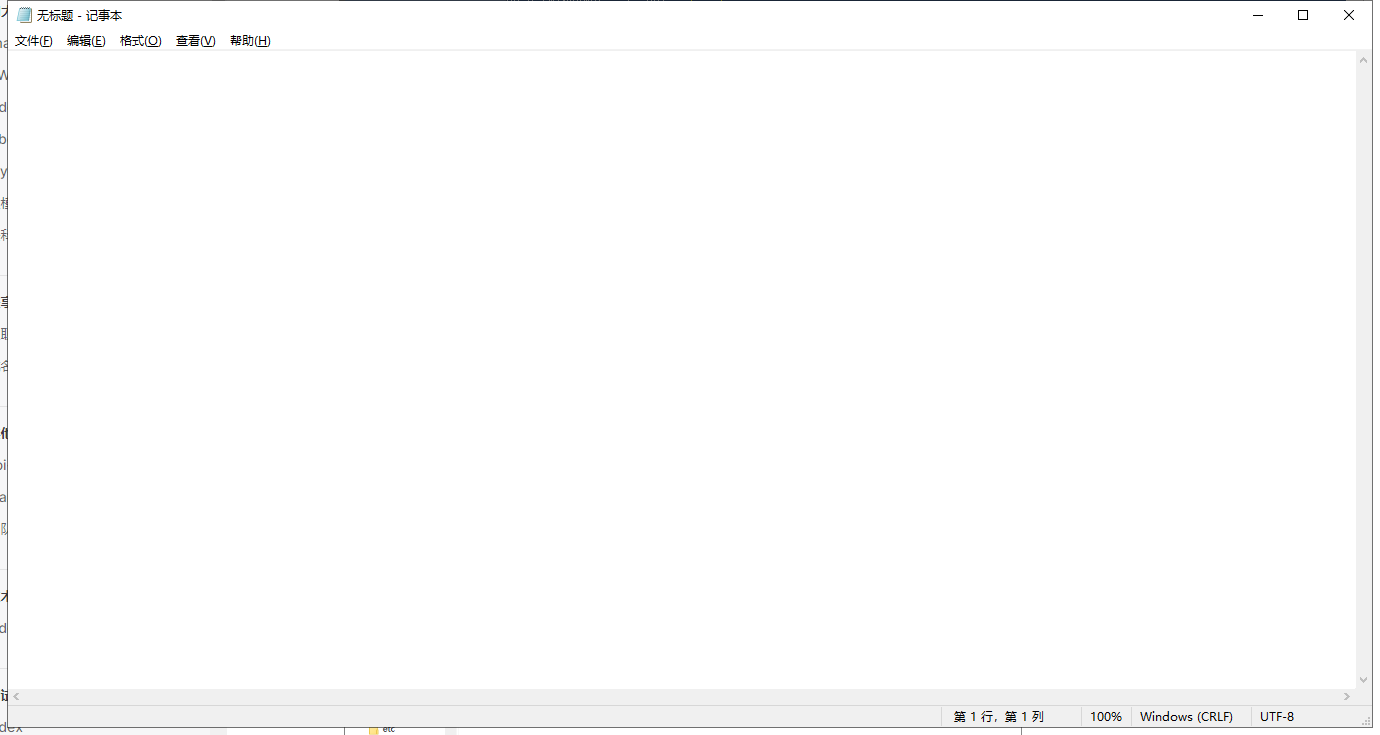 无标题 - 记事本
文件(F) 编辑(E) 格式(O) 查看(V) 帮助(H)
第 1 行，第 1 列 100% Windows (CRLF) UTF-8
dex
etc